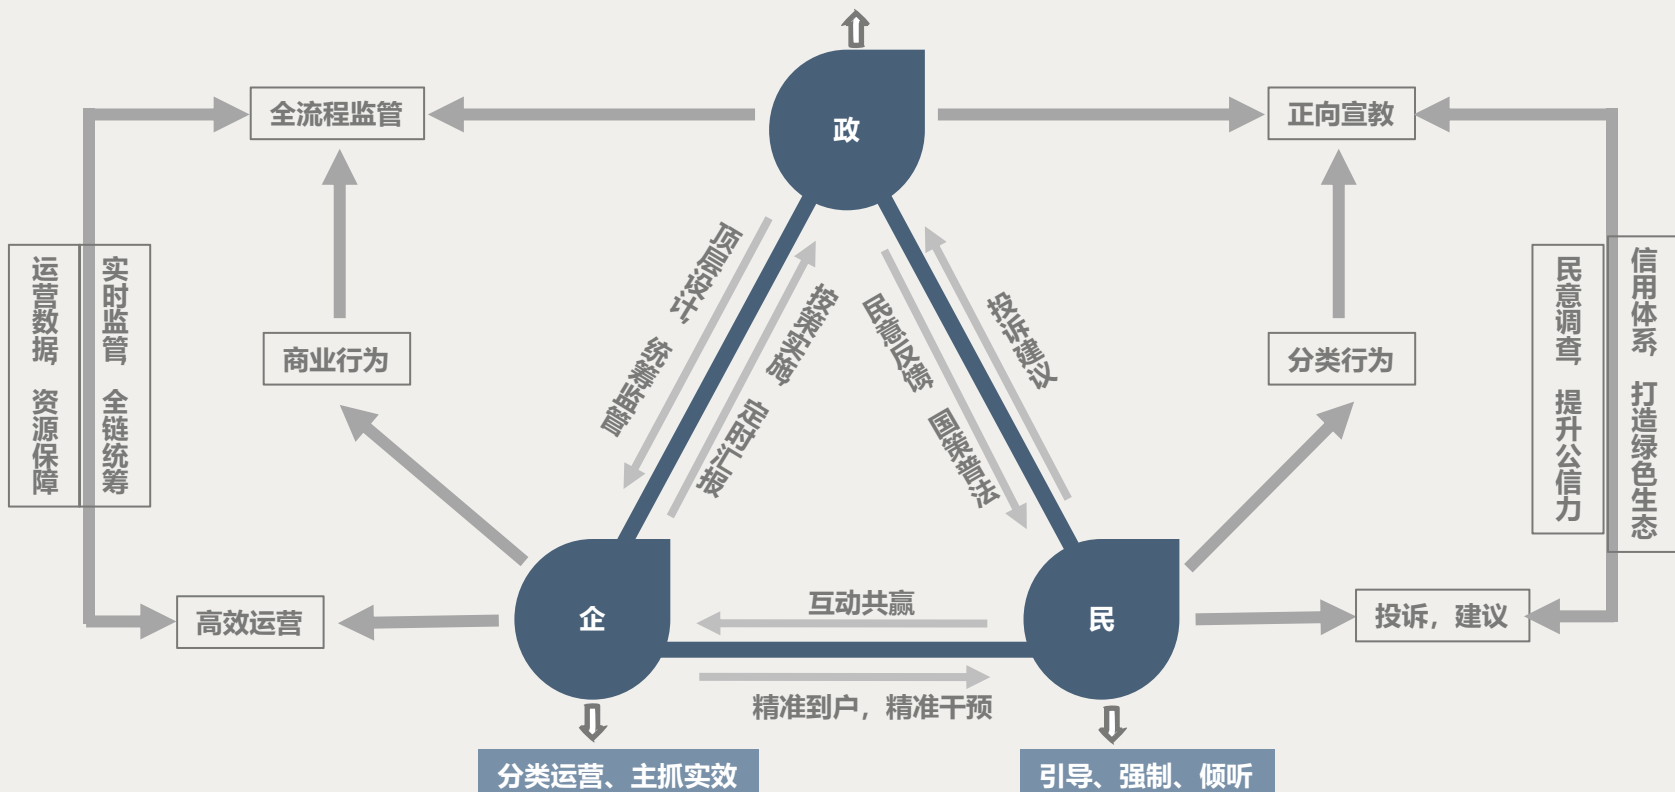 政
全流程监管
正向宣教
顶层设计,统筹监管
按策实施,定时汇报
民意反馈 国策普法
投诉建议
运营数据,资源保障
实时监管,全链统筹
商业行为
分类行为
民意调查,提升公信力
信用体系,打造绿色生态
高效运营
企
互动共赢
民
投诉，建议
精准到户，精准干预
分类运营、主抓实效
引导、强制、倾听